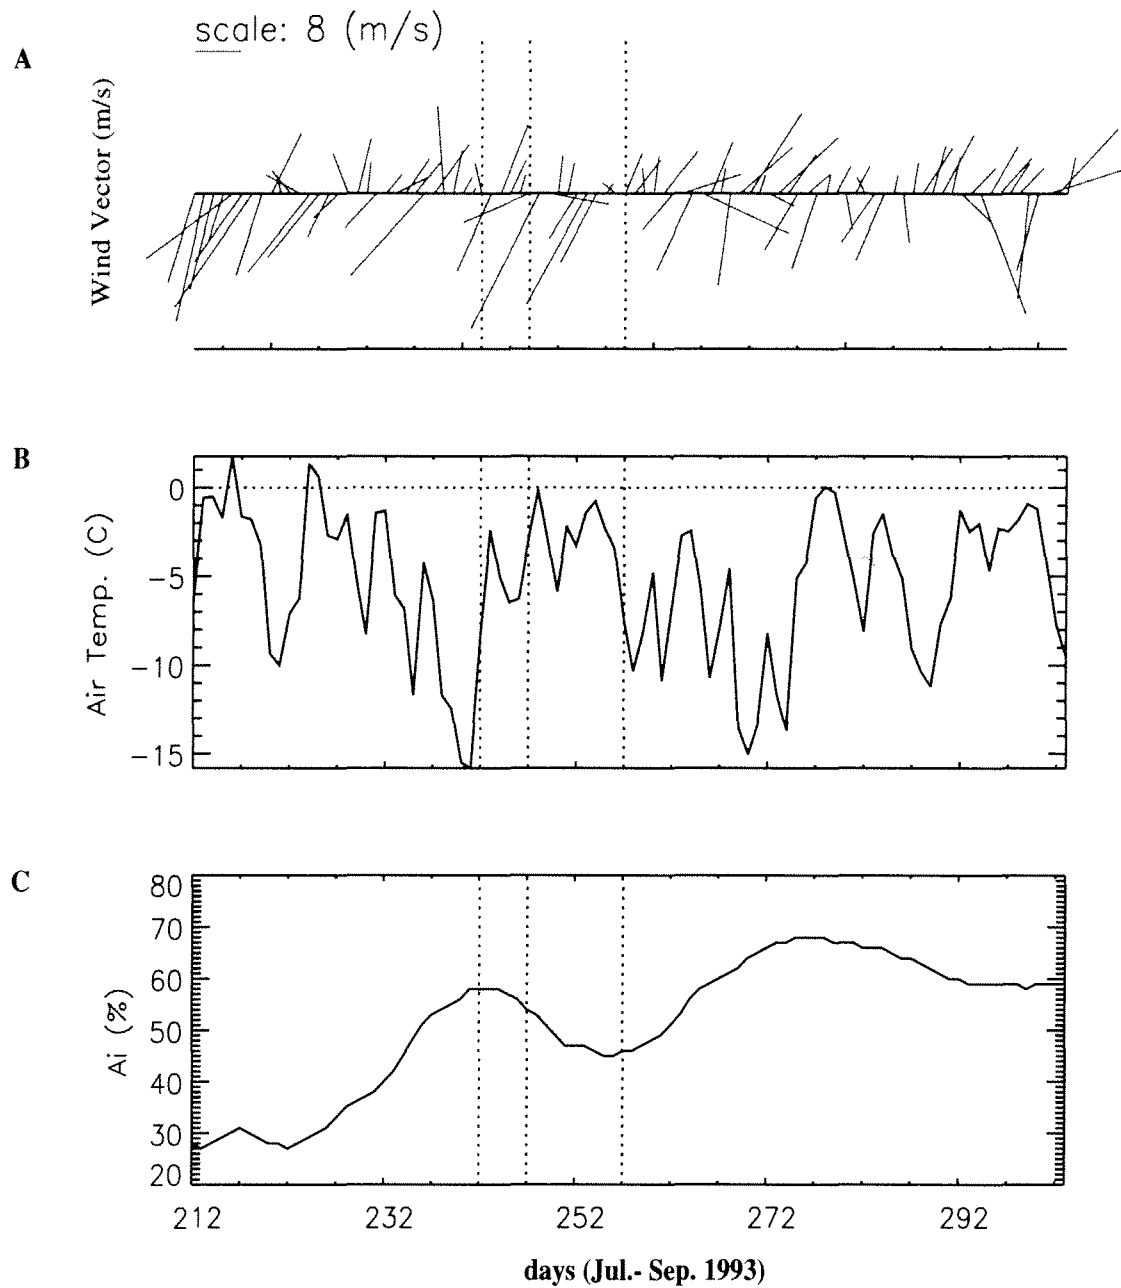 scale: 8 (m/s)
A
Wind Vector (m/s)
B
0
-5
-10
-15
Air Temp. (C)
C
80
70
60
50
40
30
20
Ai (%)
212 232 252 272 292
days (Jul.- Sep. 1993)